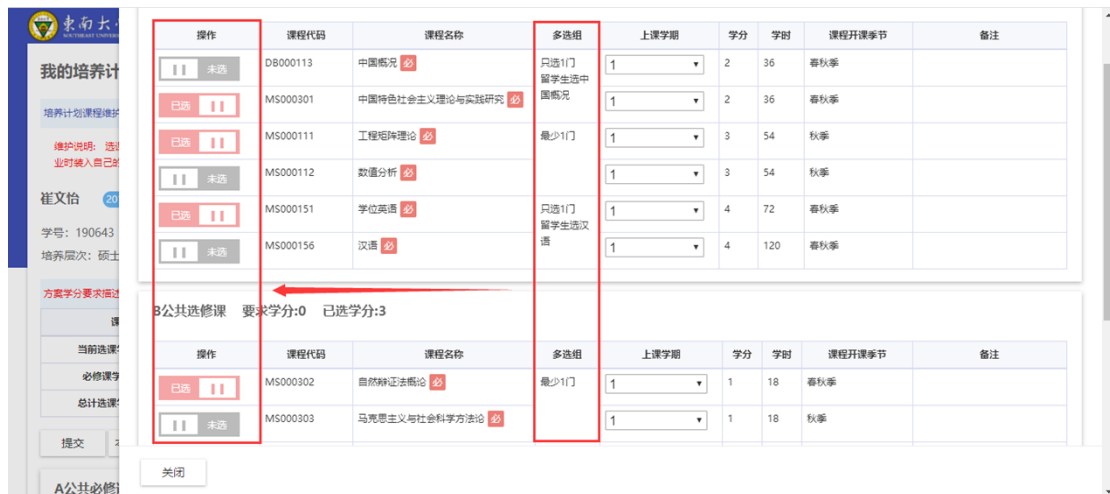 東南大
我的培养计
培养计划课程维护
维护说明: 选
业时装入自己的
崔文怡 20
学号: 190643
培养层次: 硕士
方案学分要求描述
课
当前选课
必修课学
总计选课
提交
A公共必修
操作 课程代码 课程名称 多选组 上课学期 学分 学时 课程开课季节 备注
未选 DB000113 中国概况 必 只选1门 1 2 36 春秋季
留学生选中
国概况
已选 MS000301 中国特色社会主义理论与实践研究 必 1 2 36 春秋季
已选 MS000111 工程矩阵理论 必 最少1门 1 3 54 秋季
未选 MS000112 数值分析 必 1 3 54 秋季
已选 MS000151 学位英语 必 只选1门 1 4 72 春秋季
留学生选汉
语
未选 MS000156 汉语 必 1 4 120 春秋季
B公共选修课 要求学分:0 已选学分:3
操作 课程代码 课程名称 多选组 上课学期 学分 学时 课程开课季节 备注
已选 MS000302 自然辩证法概论 必 最少1门 1 1 18 春秋季
未选 MS000303 马克思主义与社会科学方法论 必 1 1 18 秋季
关闭